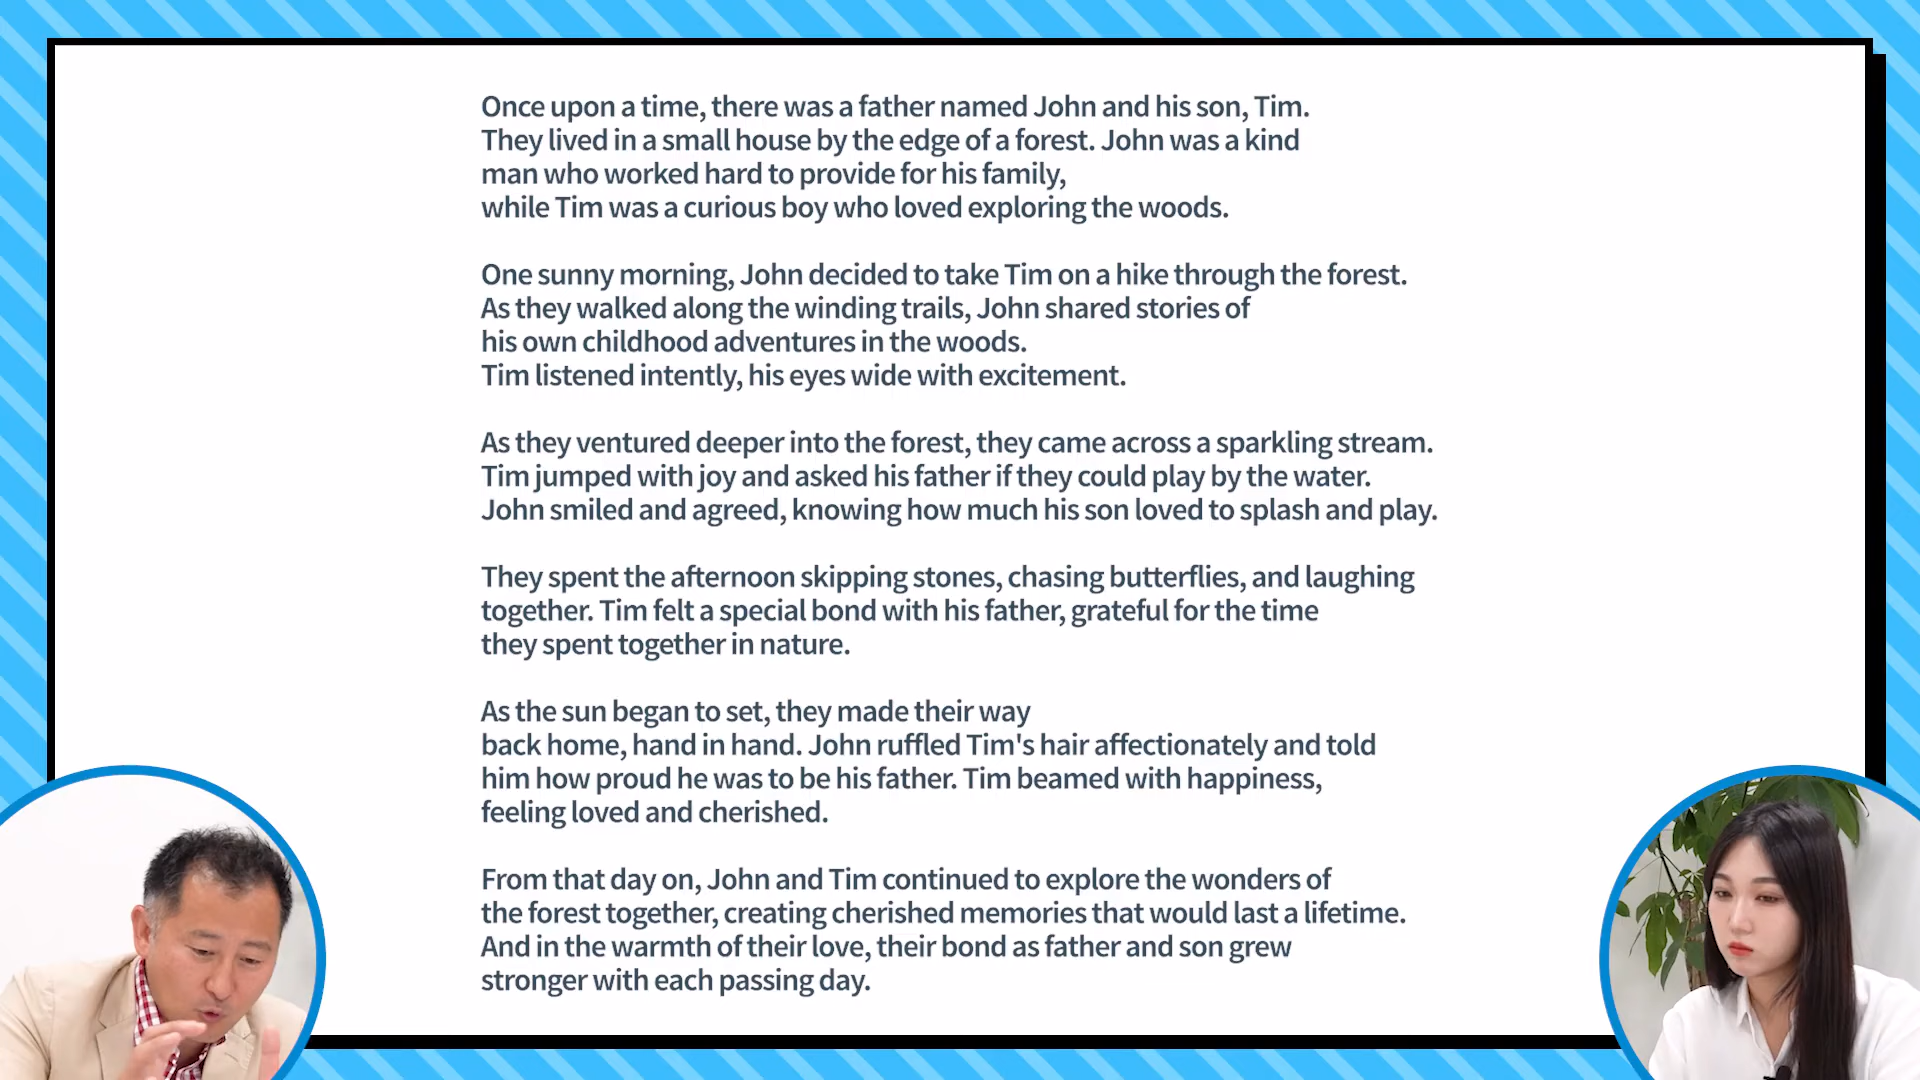 Once upon a time, there was a father named John and his son, Tim.
They lived in a small house by the edge of a forest. John was a kind
man who worked hard to provide for his family,
while Tim was a curious boy who loved exploring the woods.
One sunny morning, John decided to take Tim on a hike through the forest.
As they walked along the winding trails, John shared stories of
his own childhood adventures in the woods.
Tim listened intently, his eyes wide with excitement.
As they ventured deeper into the forest, they came across a sparkling stream.
Tim jumped with joy and asked his father if they could play by the water.
John smiled and agreed, knowing how much his son loved to splash and play.
They spent the afternoon skipping stones, chasing butterflies, and laughing
together. Tim felt a special bond with his father, grateful for the time
they spent together in nature.
As the sun began to set, they made their way
back home, hand in hand. John ruffled Tim's hair affectionately and told
him how proud he was to be his father. Tim beamed with happiness,
feeling loved and cherished.
From that day on, John and Tim continued to explore the wonders of
the forest together, creating cherished memories that would last a lifetime.
And in the warmth of their love, their bond as father and son grew
stronger with each passing day.